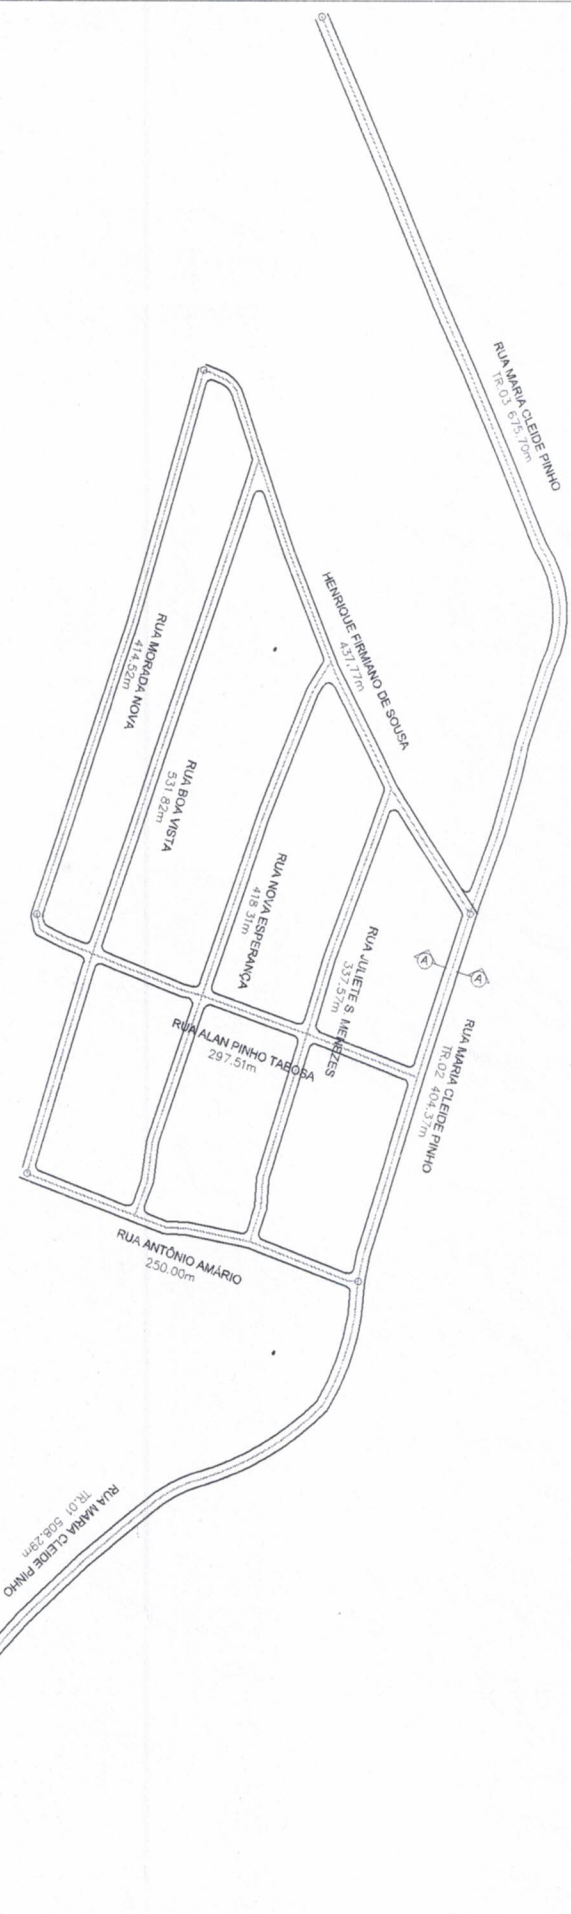 RUA MARIA CLEIDE PINHO
TR.03 675.70m
HENRIQUE FIRMIANO DE SOUSA
437.77m
RUA MORADA NOVA
414.52m
RUA BOA VISTA
531.82m
RUA NOVA ESPERANÇA
418.31m
RUA JULIETE S. MENEZES
337.57m
A
A
RUA ALAN PINHO TABOSA
297.51m
RUA MARIA CLEIDE PINHO
TR.02 404.37m
RUA ANTÔNIO AMÁRIO
250.00m
RUA MARIA CLEIDE PINHO
TR.01 508.29m